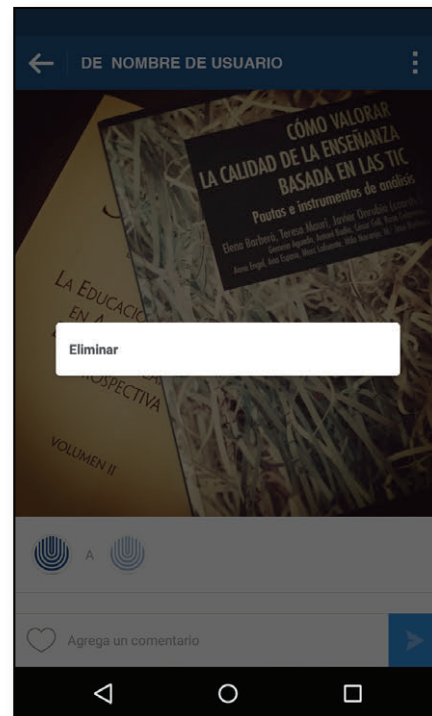 DE NOMBRE DE USUARIO
CÓMO VALORAR
LA CALIDAD DE LA ENSEÑANZA
BASADA EN LAS TIC
Pautas e instrumentos de análisis
Elena Barberà, Teresa Mauri, Javier Onrubia (coords.)
LA EDUCACIÓ
EN A
Eliminar
ROSPECTIVA
VOLUMEN II
A
Agrega un comentario